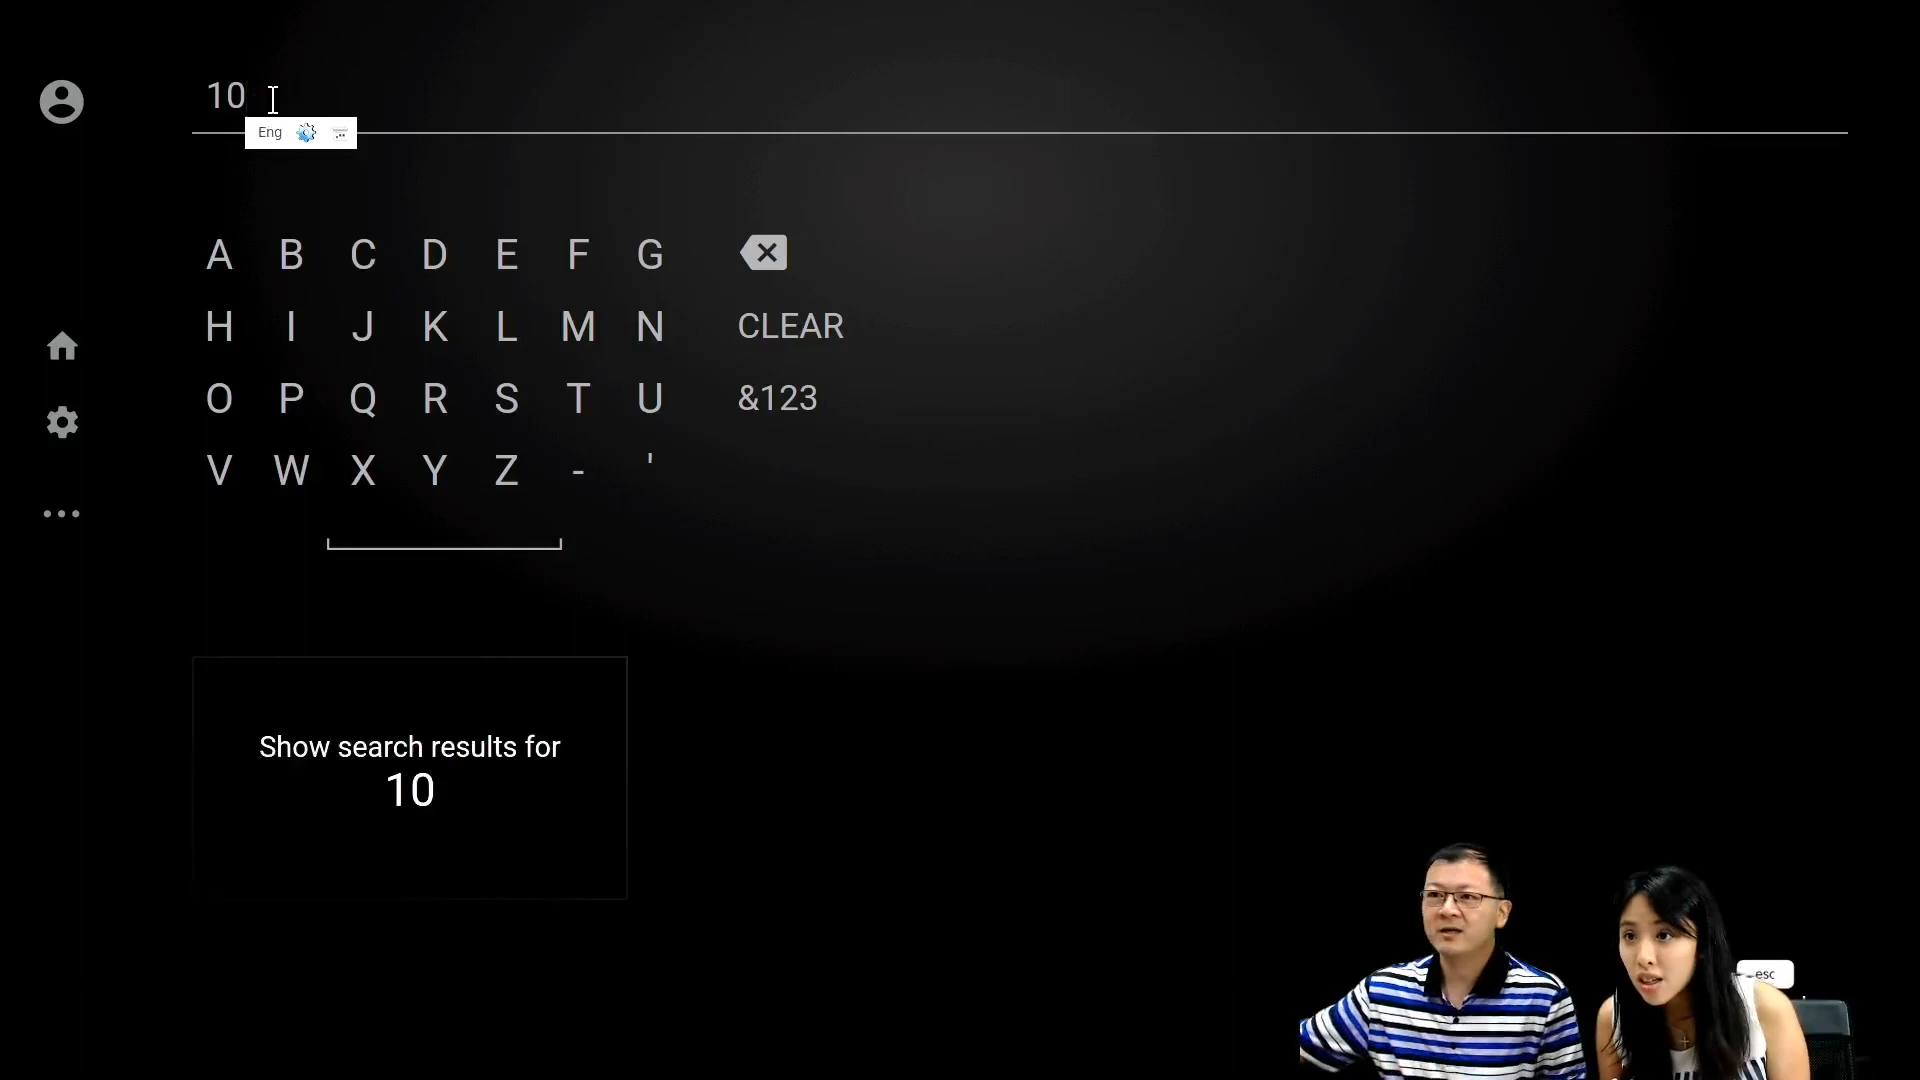 10
Eng
A B C D E F G
H I J K L M N CLEAR
O P Q R S T U &123
V W X Y Z - '
Show search results for
10
esc